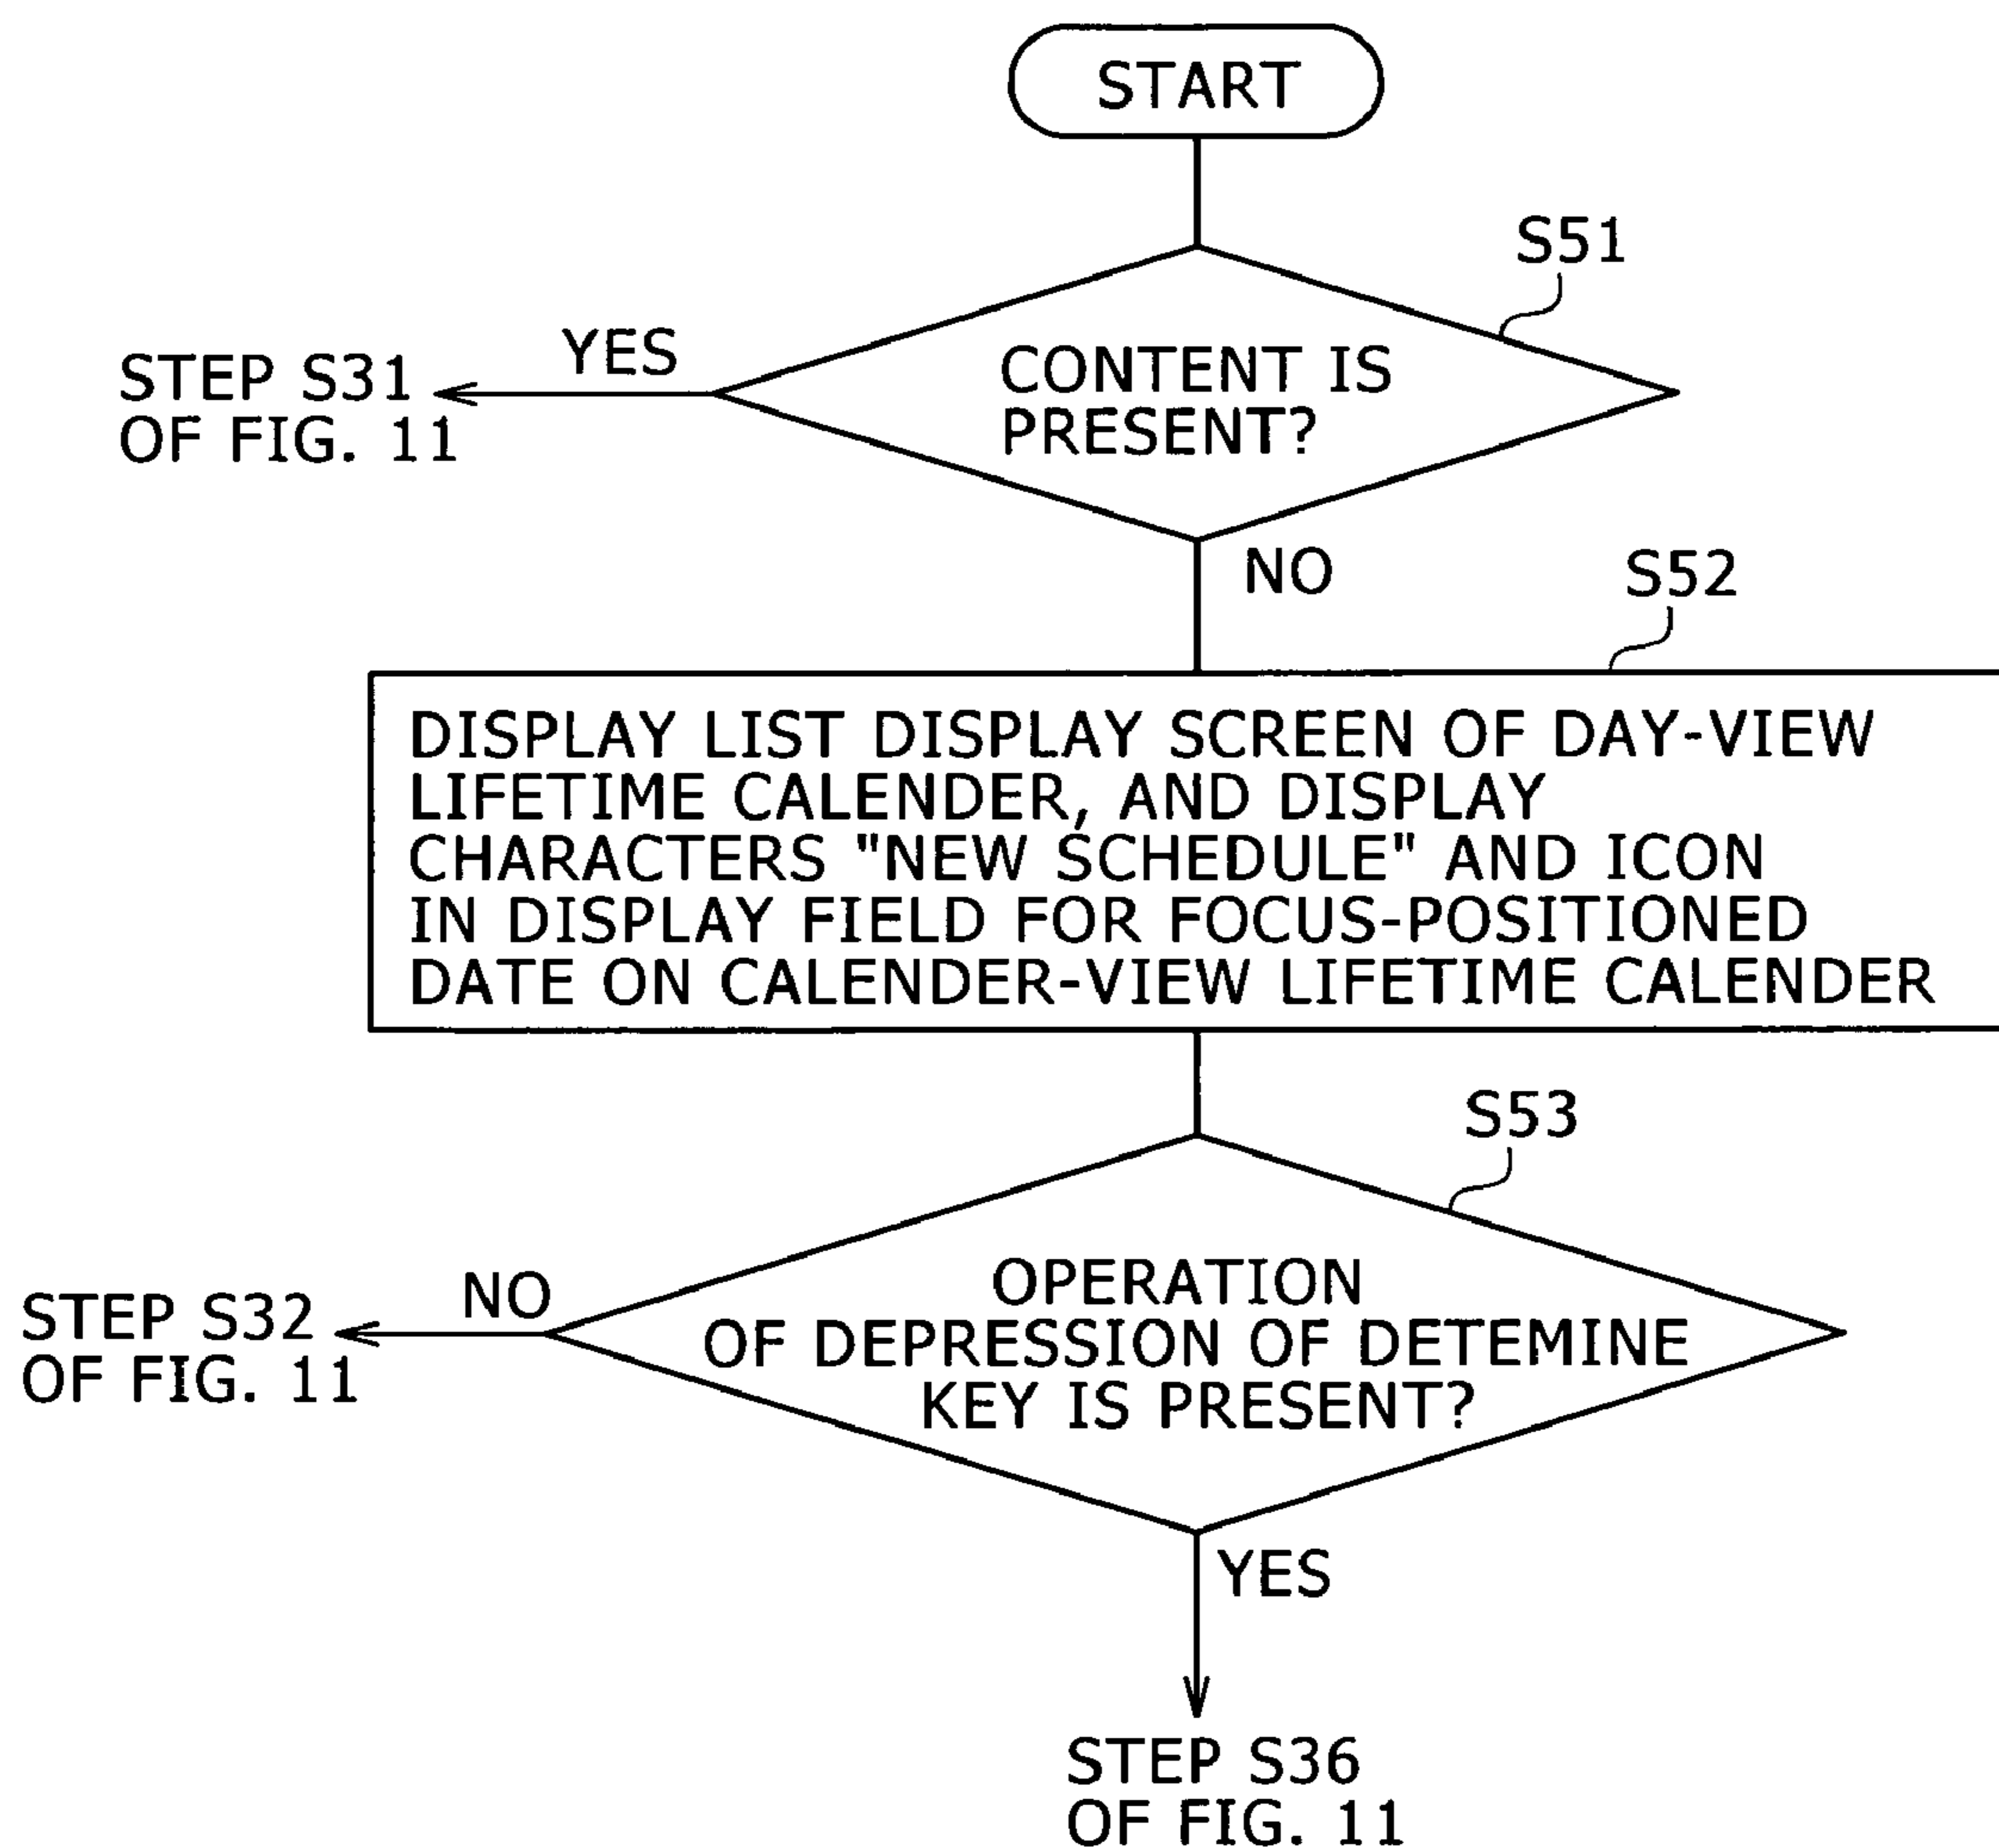 START
S51
CONTENT IS
PRESENT?
YES
STEP S31
OF FIG. 11
NO
S52
DISPLAY LIST DISPLAY SCREEN OF DAY-VIEW
LIFETIME CALENDER, AND DISPLAY
CHARACTERS "NEW SCHEDULE" AND ICON
IN DISPLAY FIELD FOR FOCUS-POSITIONED
DATE ON CALENDER-VIEW LIFETIME CALENDER
S53
OPERATION
OF DEPRESSION OF DETEMINE
KEY IS PRESENT?
NO
STEP S32
OF FIG. 11
YES
STEP S36
OF FIG. 11